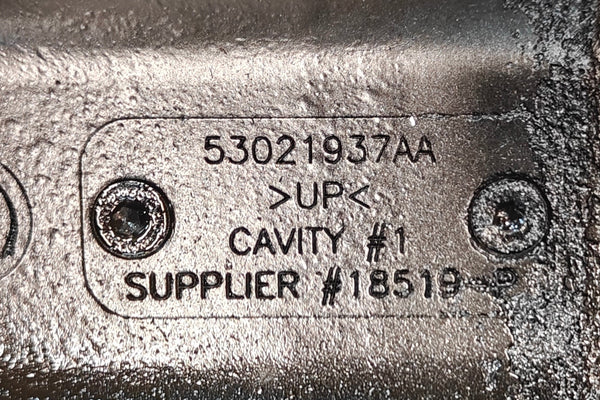 53021937AA
>UP<
CAVITY #1
SUPPLIER #18519